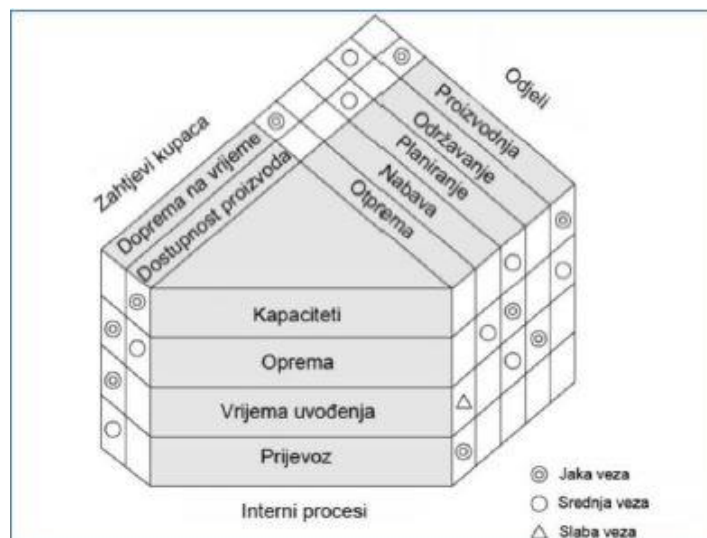 Zahtjevi kupaca
Doprema na vrijeme
Dostupnost proizvoda
Odjeli
Proizvodnja
Održavanje
Planiranje
Nabava
Otprema
Kapaciteti
Oprema
Vrijema uvođenja
Prijevoz
Interni procesi
Jaka veza
Srednja veza
Slaba veza